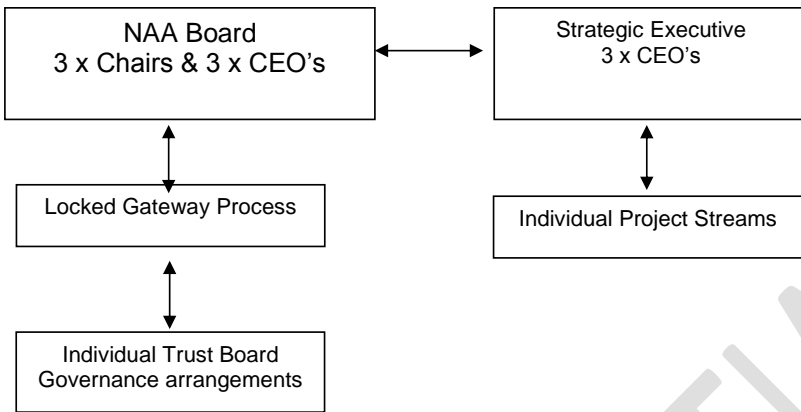 NAA Board
3 x Chairs & 3 x CEO’s
Strategic Executive
3 x CEO’s
Locked Gateway Process
Individual Project Streams
Individual Trust Board
Governance arrangements